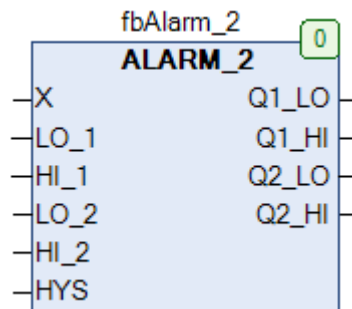 fbAlarm_2
0
ALARM_2
X Q1_LO
LO_1 Q1_HI
HI_1 Q2_LO
LO_2 Q2_HI
HI_2
HYS